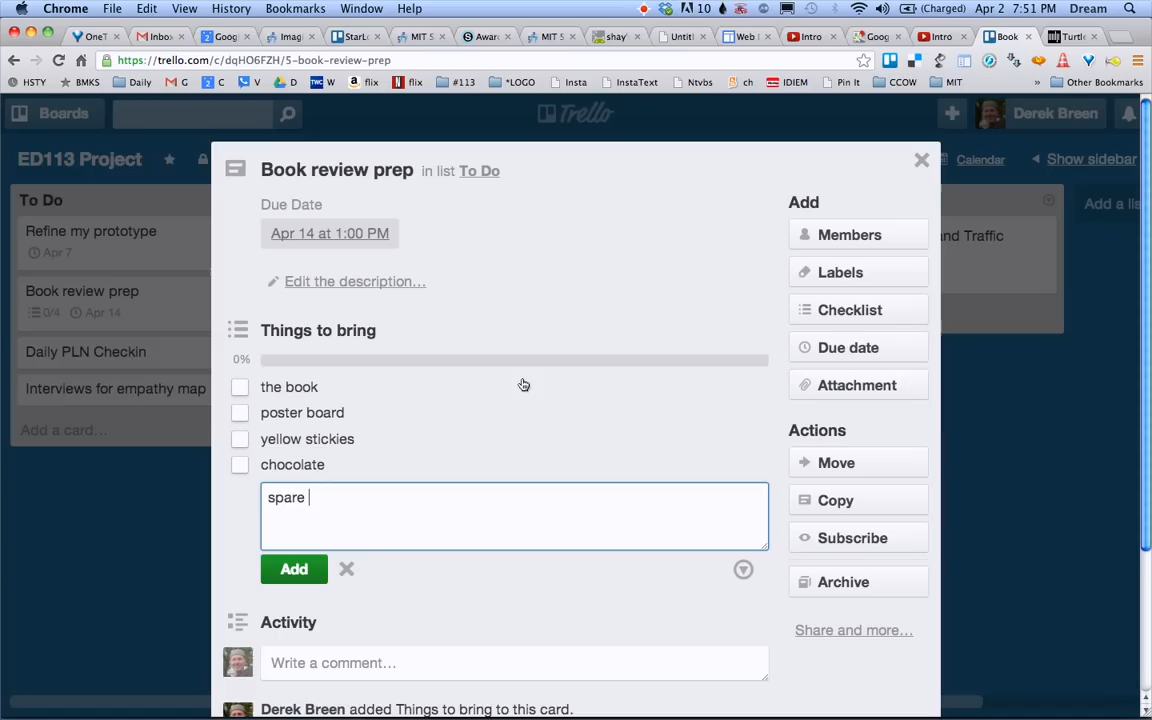 Chrome File Edit View History Bookmarks Window Help 10 (Charged) Apr 2 7:51 PM Dream
OneT Inbox Goog Imagi StarL MIT S Awar MIT S shay' Untitl Web I Intro Goog Intro Book Turtle
https://trello.com/c/dqHO6FZH/5-book-review-prep
HSTY BMKS Daily G C V D W flix flix #113 *LOGO Insta InstaText Ntvbs ch IDIEM Pin It CCOW MIT » Other Bookmarks
Boards Trello Derek Breen
ED113 Project Calendar Show sidebar
To Do
Refine my prototype
Apr 7
Book review prep
0/4 Apr 14
Daily PLN Checkin
Interviews for empathy map
Add a card…
Book review prep in list To Do
Due Date
Apr 14 at 1:00 PM
Edit the description…
Things to bring
0%
the book
poster board
yellow stickies
chocolate
spare
Add
Activity
Write a comment…
Derek Breen added Things to bring to this card.
Add
Members
Labels
Checklist
Due date
Attachment
Actions
Move
Copy
Subscribe
Archive
Share and more…
and Traffic
Add a lis